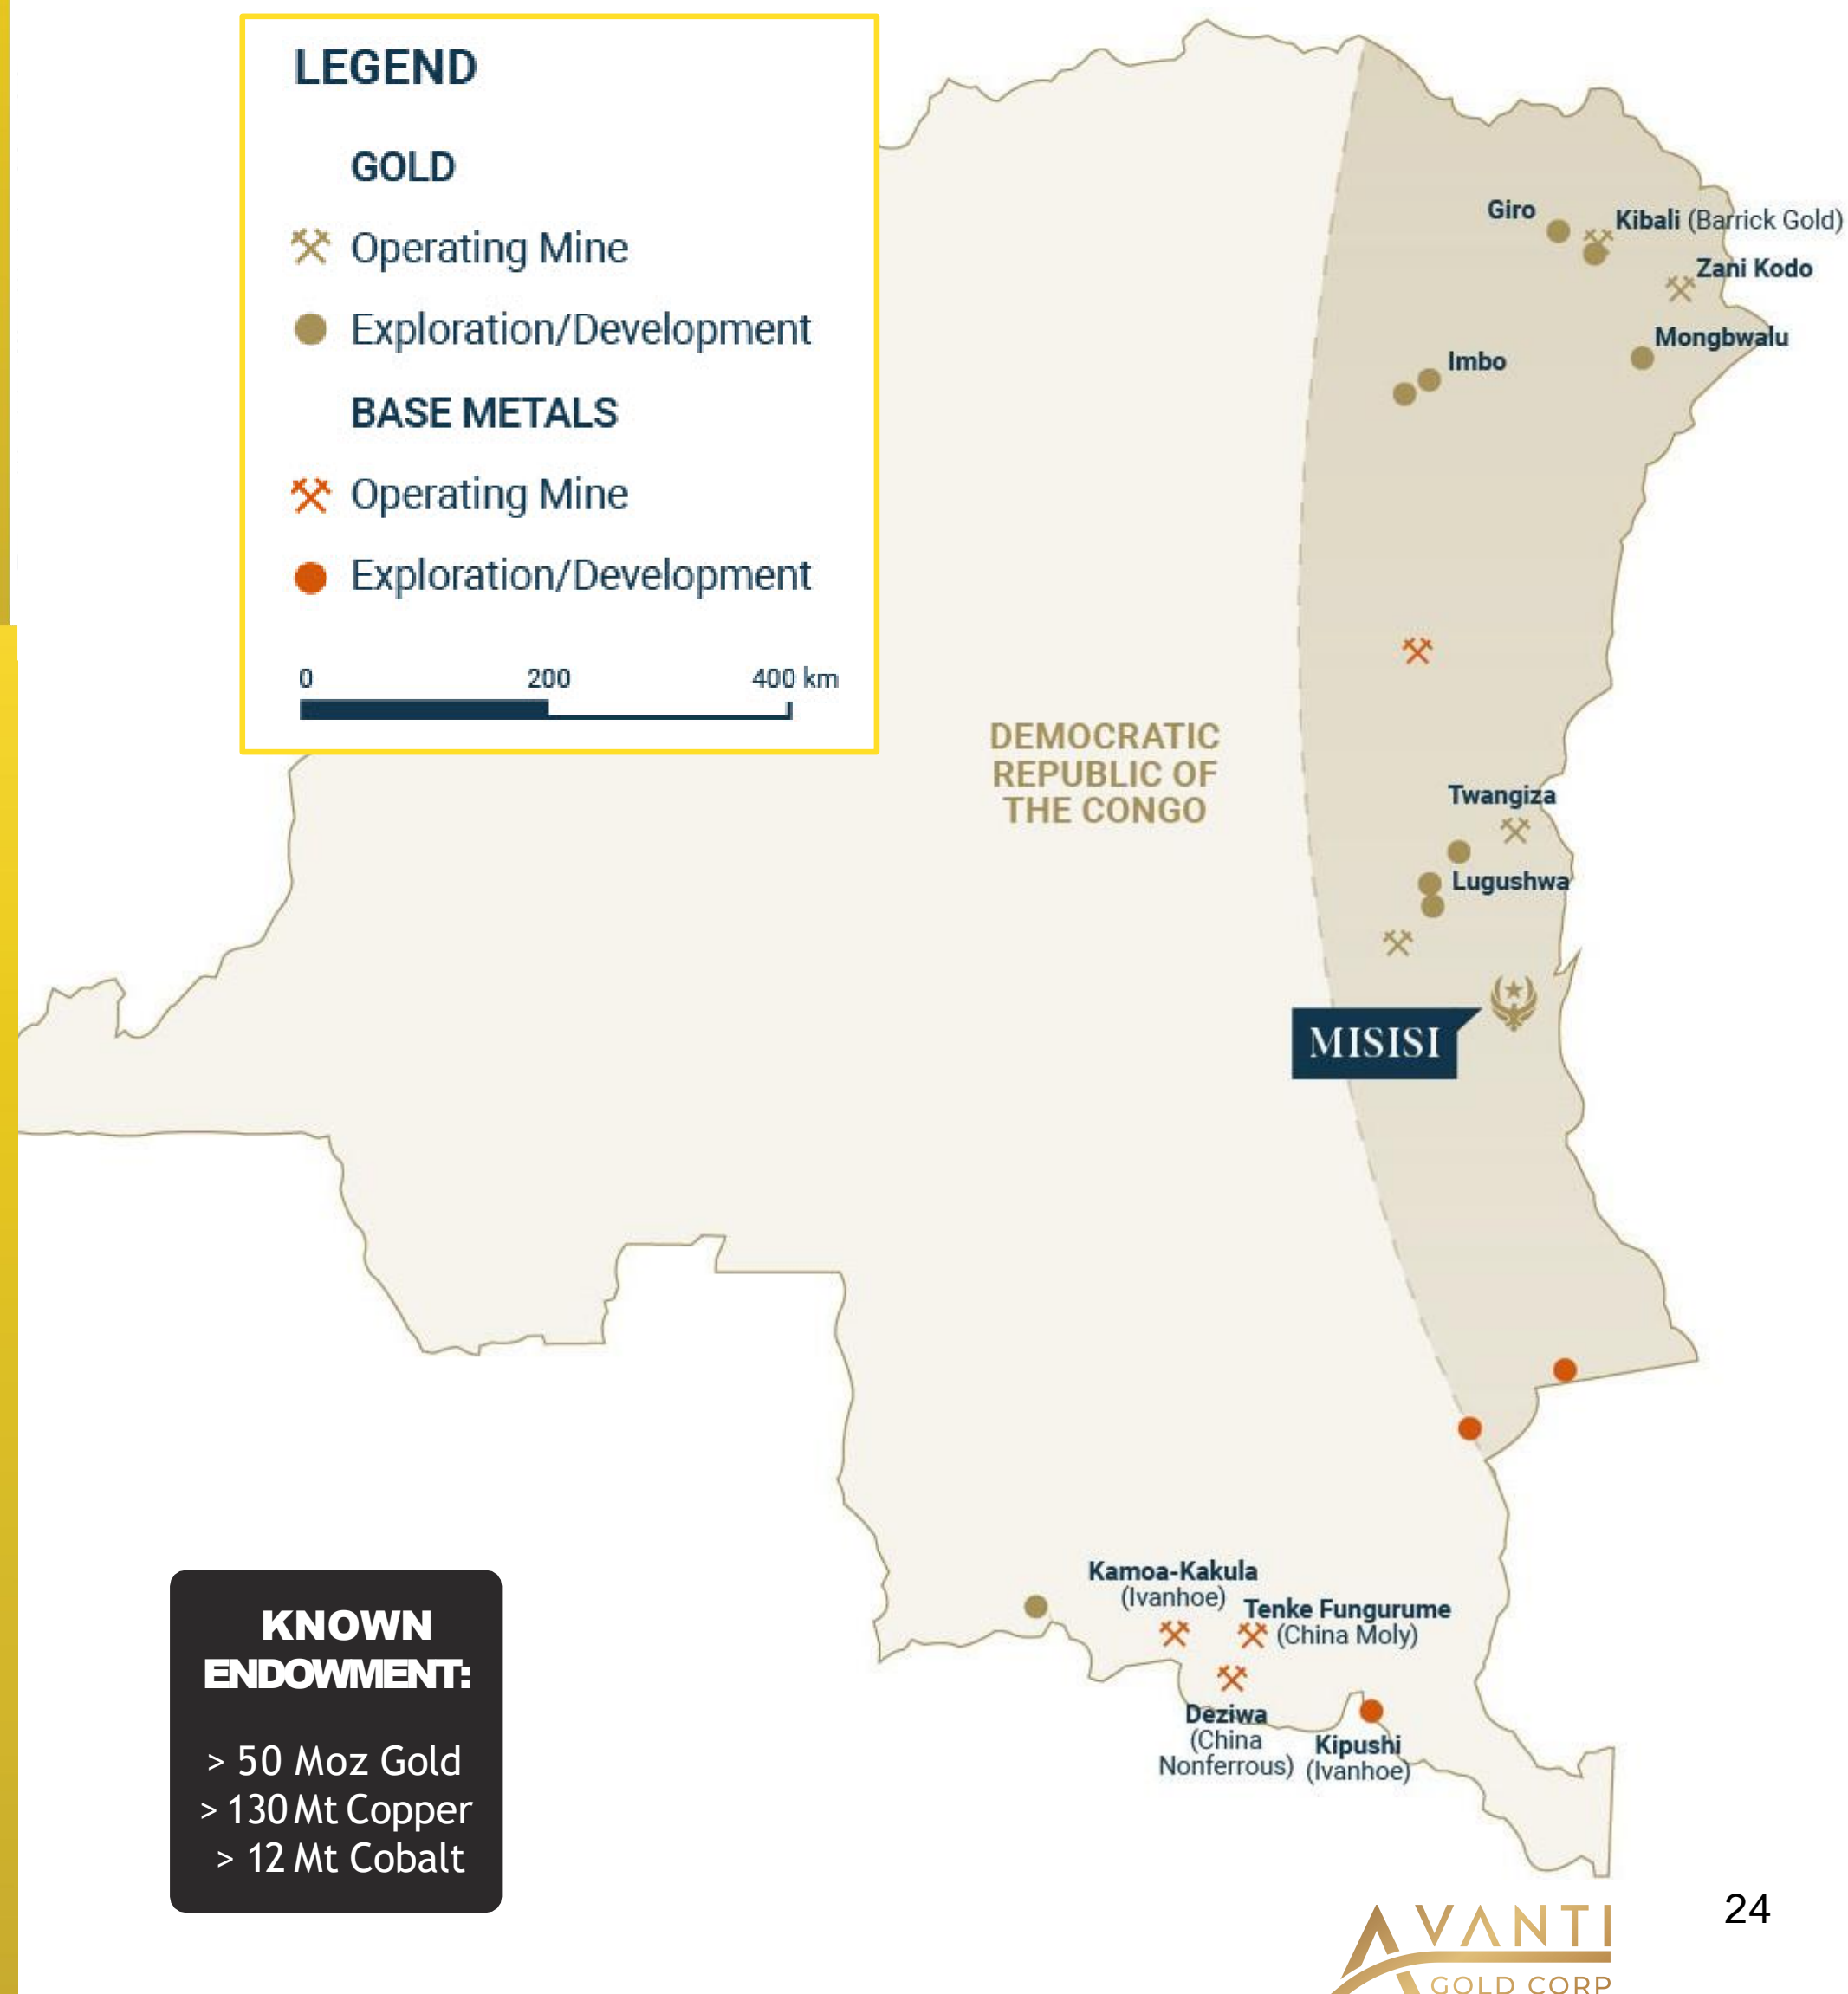 LEGEND
GOLD
Operating Mine
Exploration/Development
BASE METALS
Operating Mine
Exploration/Development
0 200 400 km
Giro
Kibali (Barrick Gold)
Zani Kodo
Mongbwalu
Imbo
DEMOCRATIC
REPUBLIC OF
THE CONGO
Twangiza
Lugushwa
MISISI
Kamoa-Kakula
(Ivanhoe)
Tenke Fungurume
(China Moly)
Deziwa
(China
Nonferrous)
Kipushi
(Ivanhoe)
KNOWN
ENDOWMENT:
> 50 Moz Gold
> 130 Mt Copper
> 12 Mt Cobalt
24
AVANTI
GOLD CORP